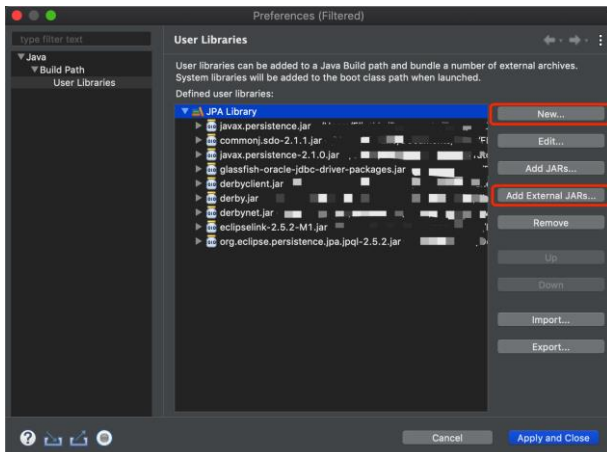 Preferences (Filtered)
type filter text
User Libraries
Java
Build Path
User Libraries
User libraries can be added to a Java Build path and bundle a number of external archives.
System libraries will be added to the boot class path when launched.
Defined user libraries:
JPA Library
javax.persistence.jar
commonj.sdo-2.1.1.jar
javax.persistence-2.1.0.jar
glassfish-oracle-jdbc-driver-packages.jar
derbyclient.jar
derby.jar
derbynet.jar
eclipselink-2.5.2-M1.jar
org.eclipse.persistence.jpa.jpql-2.5.2.jar
New...
Edit...
Add JARs...
Add External JARs...
Remove
Up
Down
Import...
Export...
Cancel
Apply and Close